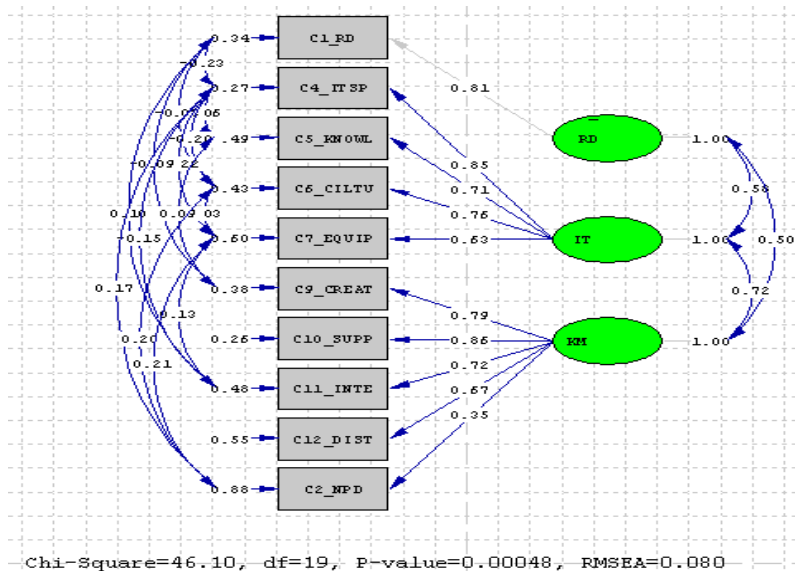 0.34
C1_RD
-0.23
0.27
C4_ITSP
0.81
0.49
C5_KNOWL
RD
1.00
0.85
0.43
C6_CILTU
0.71
0.58
0.76
0.10
-0.15
0.60
C7_EQUIP
0.63
IT
1.00
0.50
0.17
0.38
C9_CREAT
0.72
0.13
0.79
0.20
C10_SUPP
0.86
KM
1.00
0.21
0.72
0.48
C11_INTE
0.67
0.35
0.55
C12_DIST
0.88
C2_NPD
Chi-Square=46.10, df=19, P-value=0.00048, RMSEA=0.080